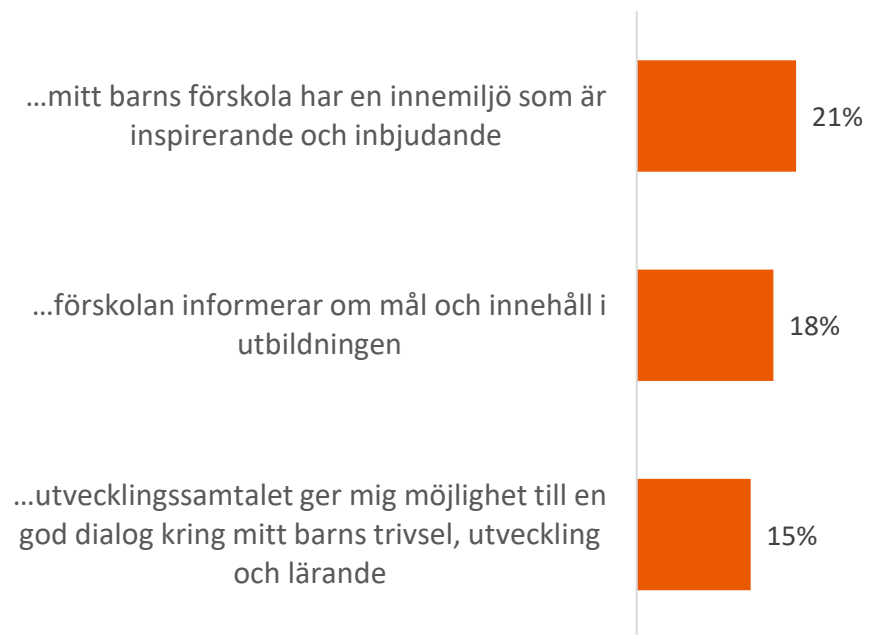 …mitt barns förskola har en innemiljö som är
inspirerande och inbjudande
21%
…förskolan informerar om mål och innehåll i
utbildningen
18%
…utvecklingssamtalet ger mig möjlighet till en
god dialog kring mitt barns trivsel, utveckling
och lärande
15%